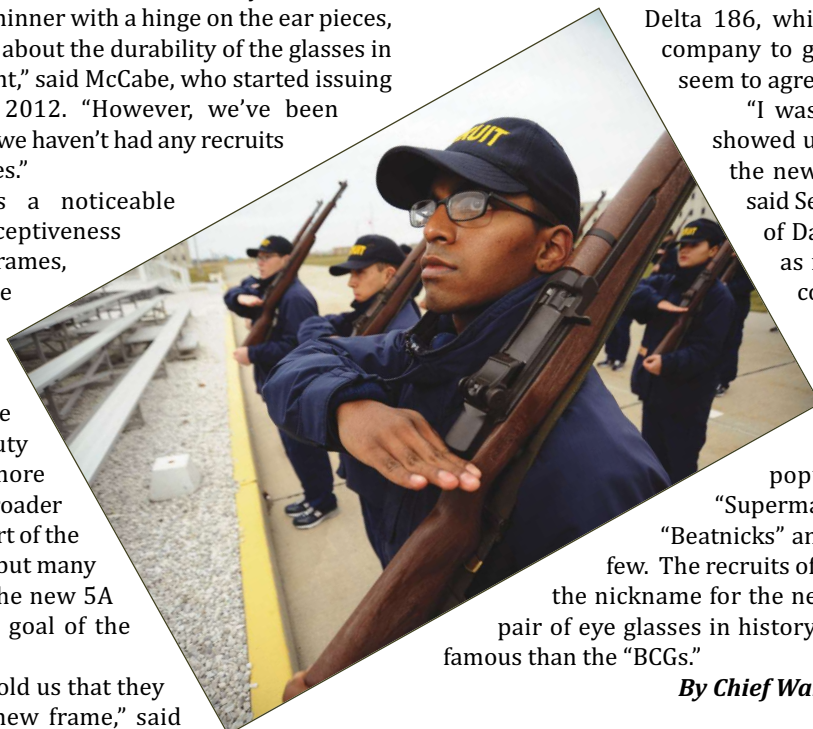 hinner with a hinge on the ear pieces,
about the durability of the glasses in
nt,” said McCabe, who started issuing
2012. “However, we’ve been
we haven’t had any recruits
es.”
s a noticeable
ceptiveness
rames,
e
e
uty
more
roader
rt of the
but many
he new 5A
goal of the
old us that they
new frame,” said
UIT
Delta 186, whi
company to g
seem to agre
“I was
showed u
the new
said Se
of Da
as
co
pop
“Superma
“Beatnicks” an
few. The recruits of
the nickname for the ne
pair of eye glasses in history
famous than the “BCGs.”
By Chief Wa